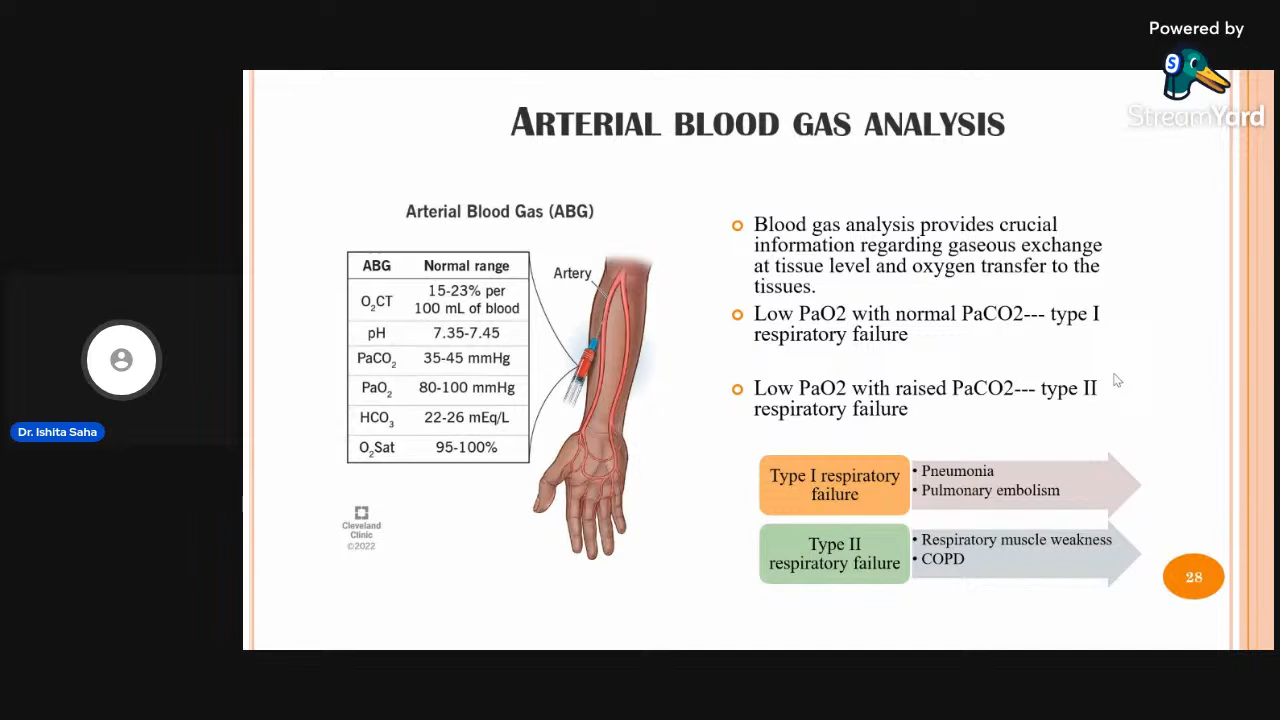 Powered by
S
StreamYard
ARTERIAL BLOOD GAS ANALYSIS
Arterial Blood Gas (ABG)
ABG Normal range
O2CT 15-23% per 100 mL of blood
pH 7.35-7.45
PaCO2 35-45 mmHg
PaO2 80-100 mmHg
HCO3 22-26 mEq/L
O2Sat 95-100%
Artery
Cleveland
Clinic
©2022
Blood gas analysis provides crucial
information regarding gaseous exchange
at tissue level and oxygen transfer to the
tissues.
Low PaO2 with normal PaCO2--- type I
respiratory failure
Low PaO2 with raised PaCO2--- type II
respiratory failure
Type I respiratory
failure
• Pneumonia
• Pulmonary embolism
Type II
respiratory failure
• Respiratory muscle weakness
• COPD
28
Dr. Ishita Saha